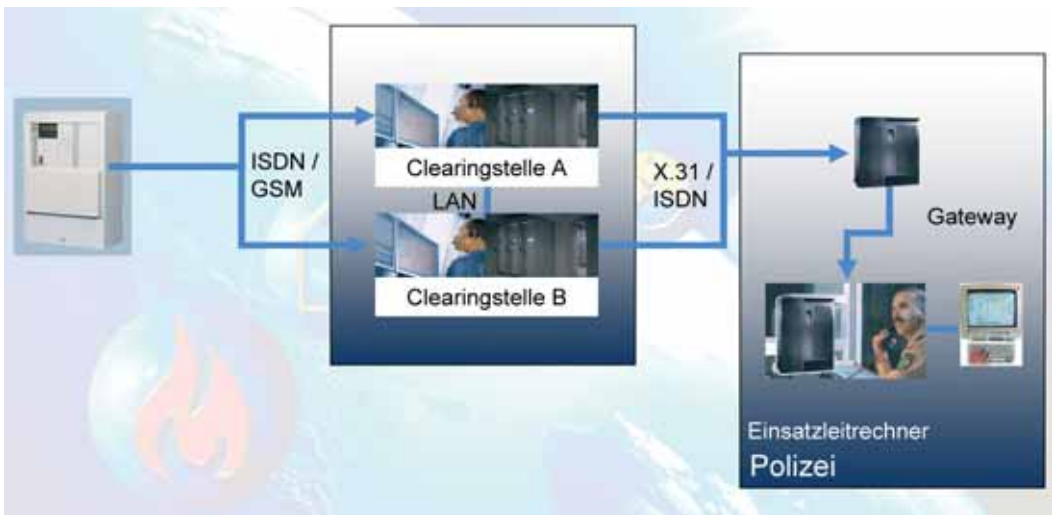 ISDN /
GSM
Clearingstelle A
LAN
Clearingstelle B
X.31 /
ISDN
Gateway
Einsatzleitrechner
Polizei